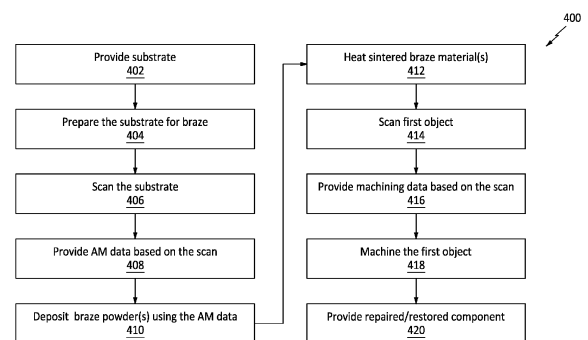 400
Provide substrate
402
Prepare the substrate for braze
404
Scan the substrate
406
Provide AM data based on the scan
408
Deposit braze powder(s) using the AM data
410
Heat sintered braze material(s)
412
Scan first object
414
Provide machining data based on the scan
416
Machine the first object
418
Provide repaired/restored component
420